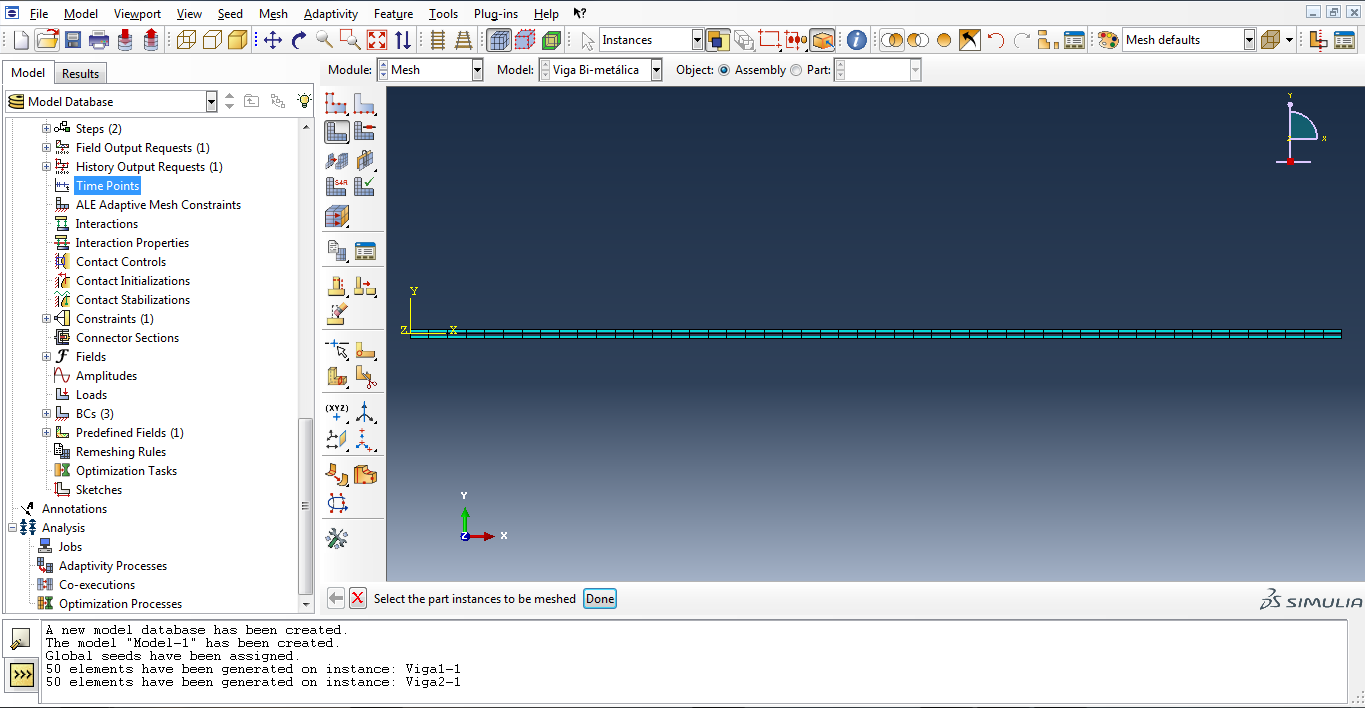 File Model Viewport View Seed Mesh Adaptivity Feature Tools Plug-ins Help
Instances Mesh defaults
Model Results
Module: Mesh Model: Viga Bi-metálica Object: Assembly Part:
Model Database
Steps (2)
Field Output Requests (1)
History Output Requests (1)
Time Points
ALE Adaptive Mesh Constraints
Interactions
Interaction Properties
Contact Controls
Contact Initializations
Contact Stabilizations
Constraints (1)
Connector Sections
Fields
Amplitudes
Loads
BCs (3)
Predefined Fields (1)
Remeshing Rules
Optimization Tasks
Sketches
Annotations
Analysis
Jobs
Adaptivity Processes
Co-executions
Optimization Processes
S4R
(XYZ)
Y
X
Y
Z X
Y
Z X
Select the part instances to be meshed Done
SIMULIA
A new model database has been created.
The model "Model-1" has been created.
Global seeds have been assigned.
50 elements have been generated on instance: Viga1-1
50 elements have been generated on instance: Viga2-1
>>>